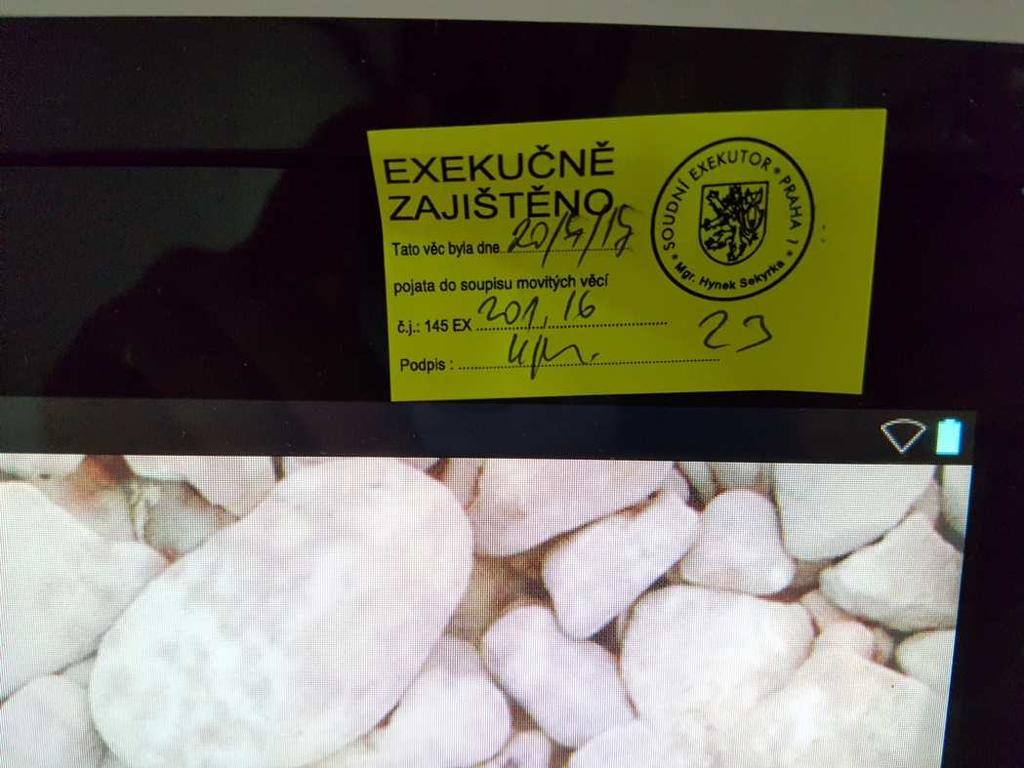 EXEKUČNĚ
ZAJIŠTĚNO
Tato věc byla dne 20/4/15
pojata do soupisu movitých věcí
č.j.: 145 EX 201, 16
Podpis :
23
SOUDNÍ EXEKUTOR * PRAHA 1 *
Mgr. Hynek Sekyrka